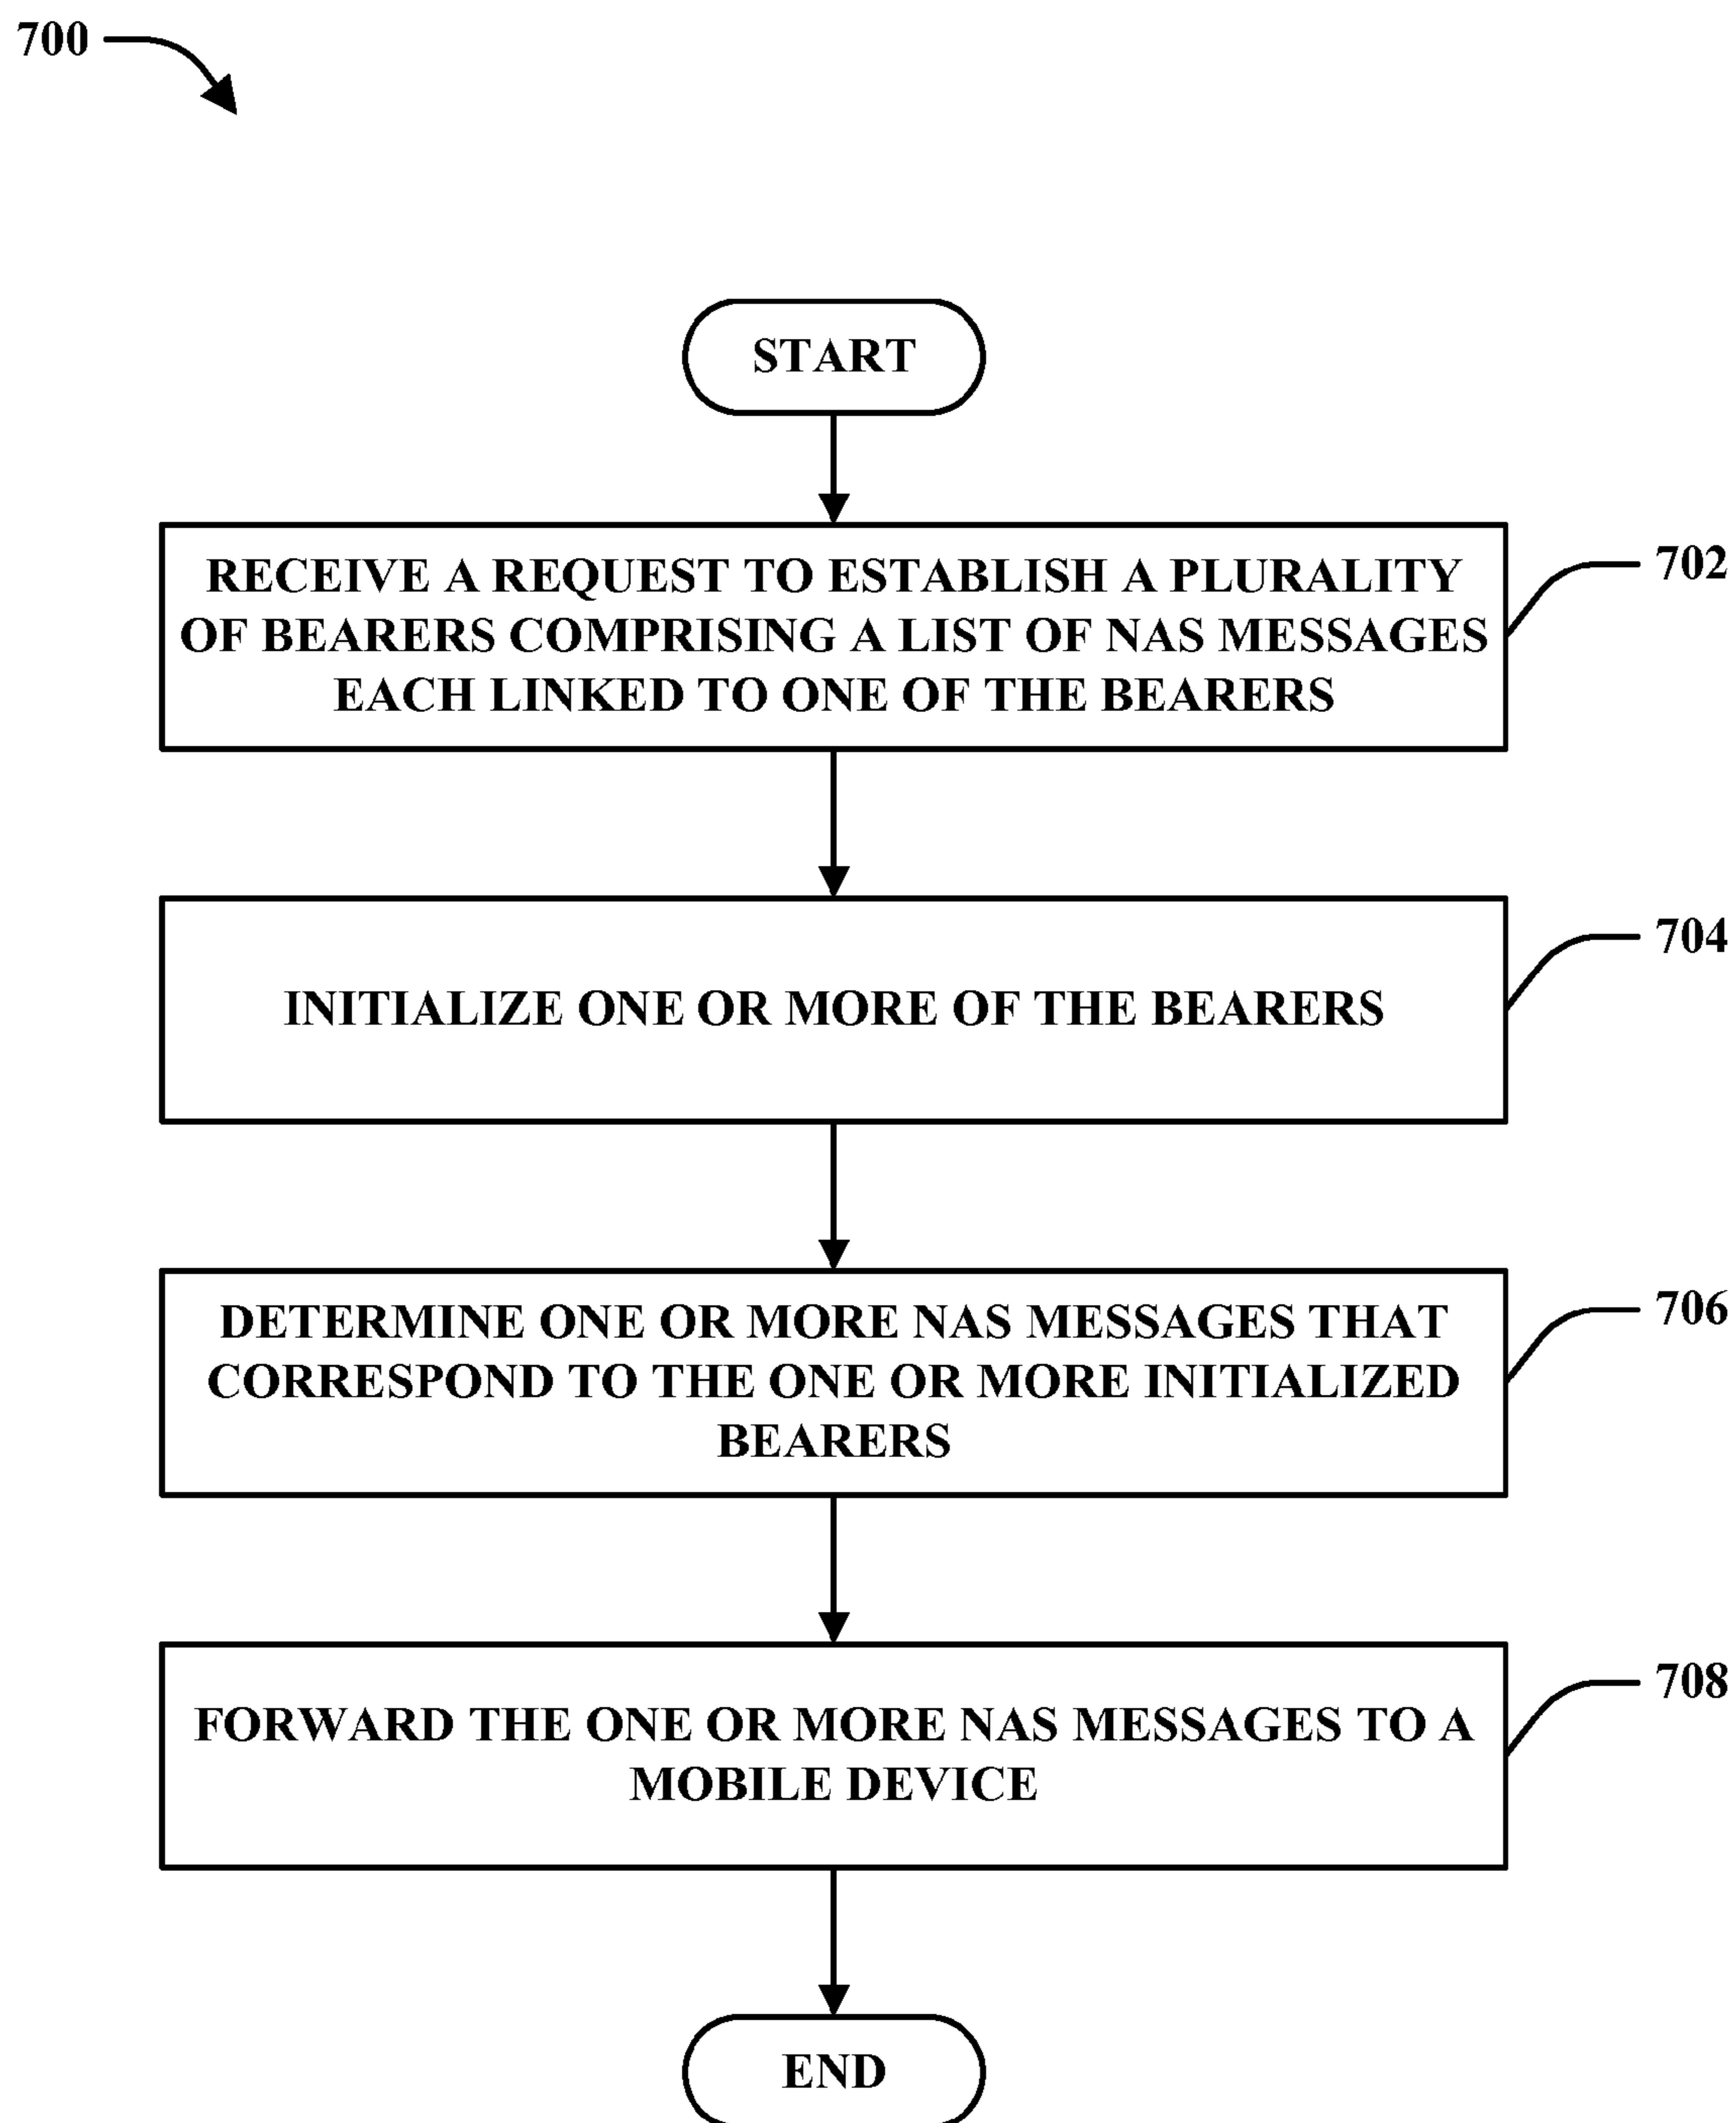 700
START
RECEIVE A REQUEST TO ESTABLISH A PLURALITY
OF BEARERS COMPRISING A LIST OF NAS MESSAGES
EACH LINKED TO ONE OF THE BEARERS
702
INITIALIZE ONE OR MORE OF THE BEARERS
704
DETERMINE ONE OR MORE NAS MESSAGES THAT
CORRESPOND TO THE ONE OR MORE INITIALIZED
BEARERS
706
FORWARD THE ONE OR MORE NAS MESSAGES TO A
MOBILE DEVICE
708
END